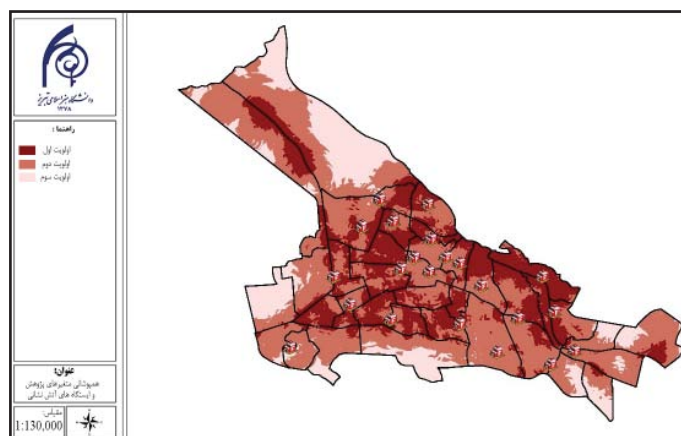 دانشگاه هنر اسلامی تبریز
۱۳۷۸
راهنما :
اولویت اول
اولویت دوم
اولویت سوم
عنوان:
همپوشانی متغیرهای پژوهش
و ایستگاه های آتش نشانی
مقیاس:
1:130,000